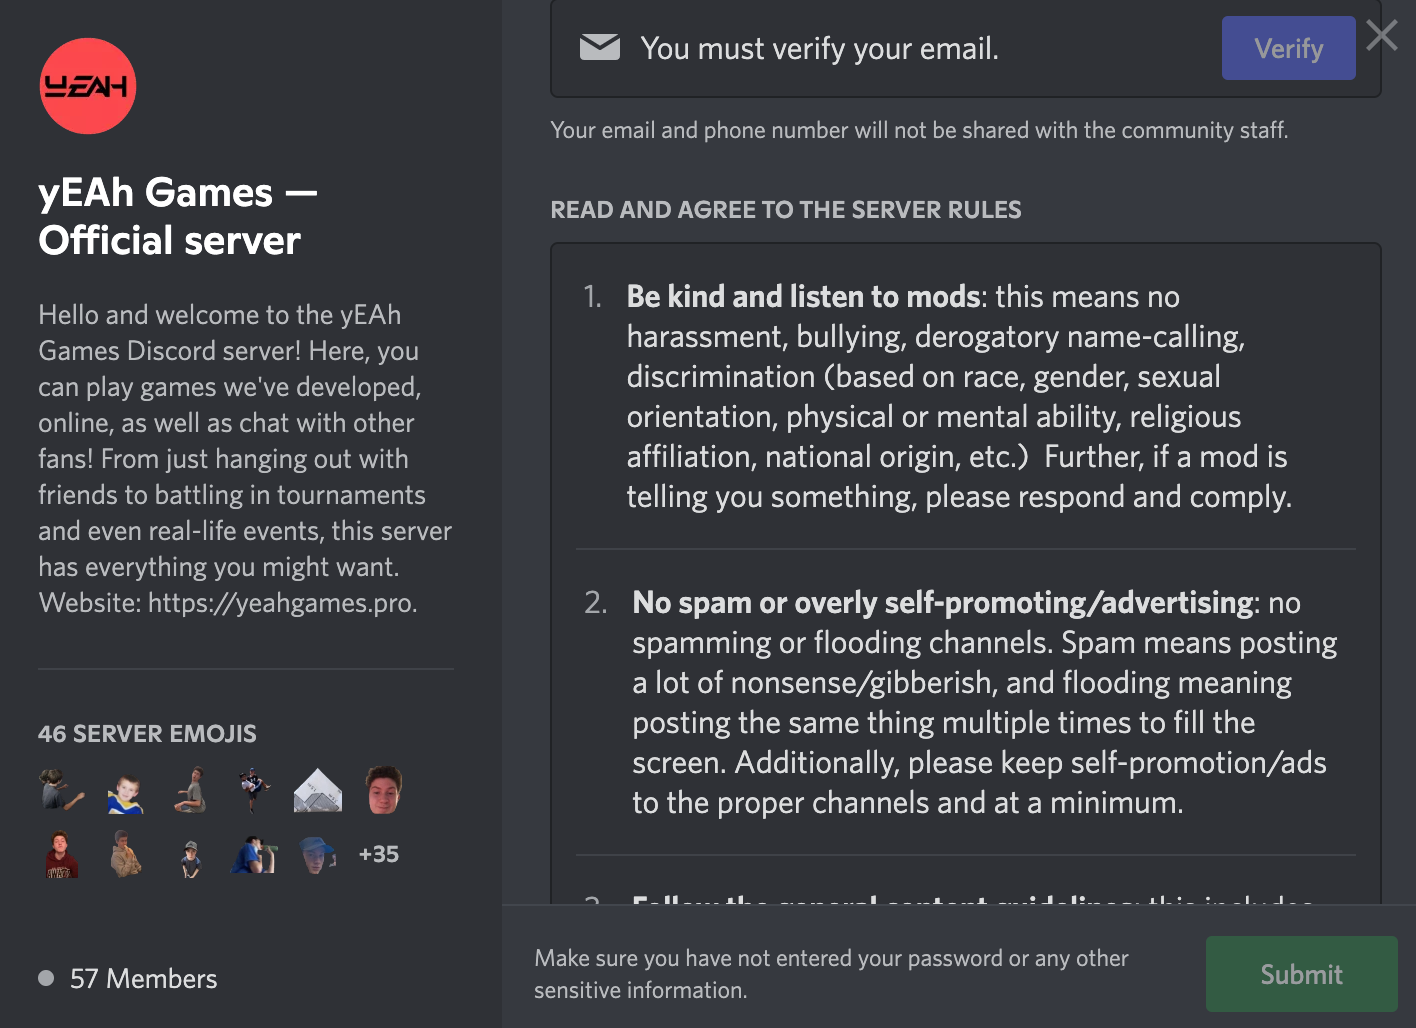 yEAH
yEAh Games —
Official server
Hello and welcome to the yEAh
Games Discord server! Here, you
can play games we've developed,
online, as well as chat with other
fans! From just hanging out with
friends to battling in tournaments
and even real-life events, this server
has everything you might want.
Website: https://yeahgames.pro.
46 SERVER EMOJIS
+35
57 Members
You must verify your email.
Verify
Your email and phone number will not be shared with the community staff.
READ AND AGREE TO THE SERVER RULES
1. Be kind and listen to mods: this means no
harassment, bullying, derogatory name-calling,
discrimination (based on race, gender, sexual
orientation, physical or mental ability, religious
affiliation, national origin, etc.)  Further, if a mod is
telling you something, please respond and comply.
2. No spam or overly self-promoting/advertising: no
spamming or flooding channels. Spam means posting
a lot of nonsense/gibberish, and flooding meaning
posting the same thing multiple times to fill the
screen. Additionally, please keep self-promotion/ads
to the proper channels and at a minimum.
3. Follow the general content guidelines: this includes
Make sure you have not entered your password or any other
sensitive information.
Submit